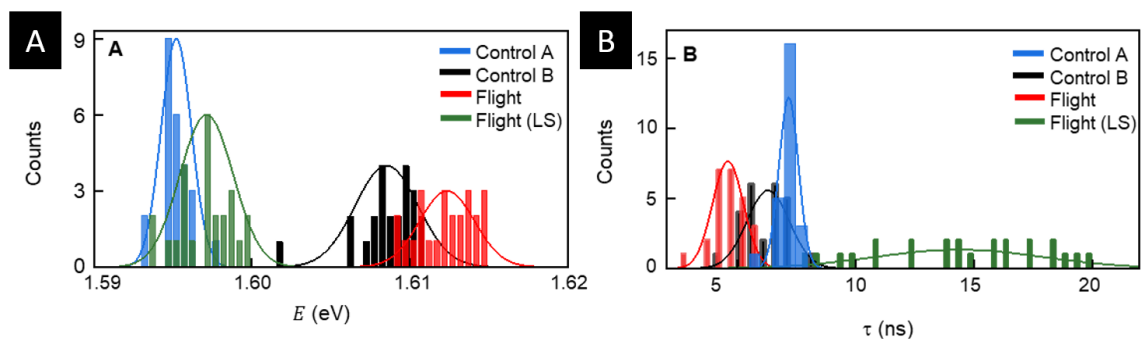 A
A
Counts
9
6
3
0
Control A
Control B
Flight
Flight (LS)
1.59
1.60
1.61
1.62
E (eV)
B
B
Counts
15
10
5
0
Control A
Control B
Flight
Flight (LS)
5
10
15
20
τ (ns)